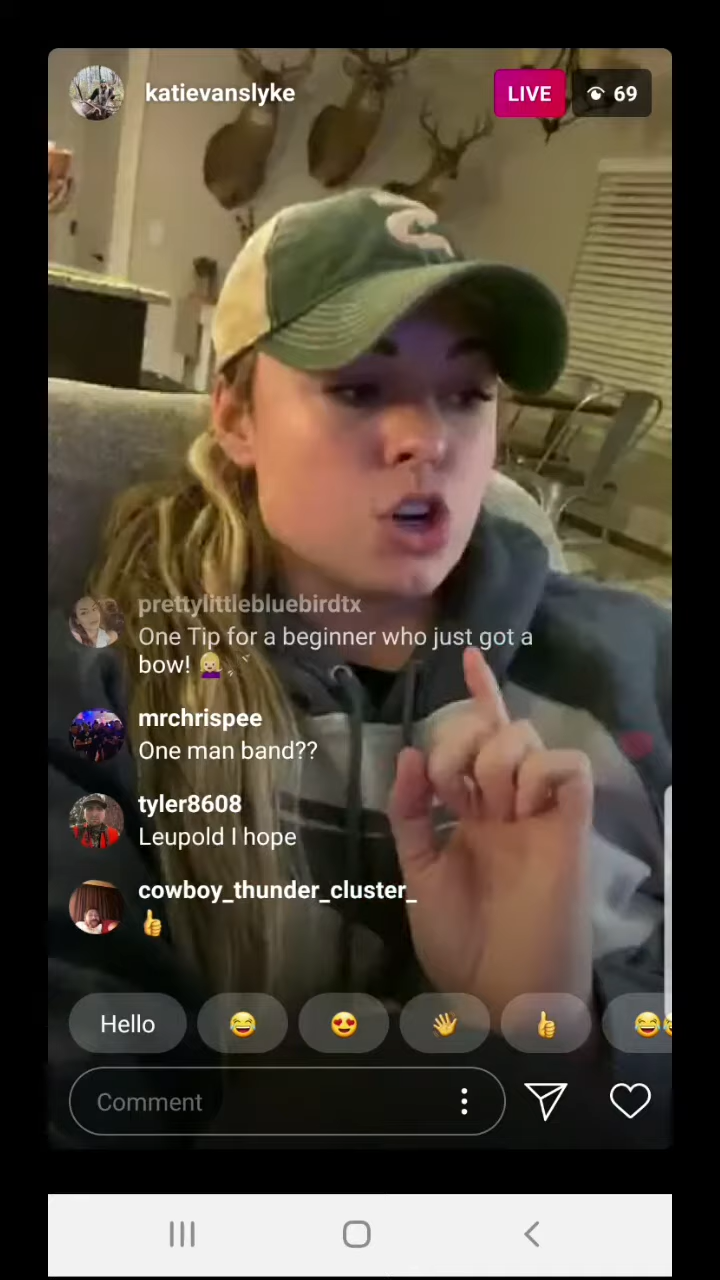 katievanslyke
LIVE
69
prettylittlebluebirdtx
One Tip for a beginner who just got a
bow! 💁🏼‍♀️
mrchrispee
One man band??
tyler8608
Leupold I hope
cowboy_thunder_cluster_
👍
Hello
😂
😍
👋
👍
😂😂
Comment